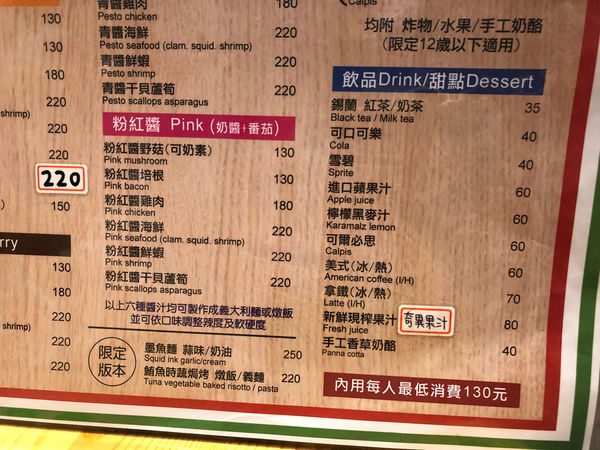 130
180
220
shrimp)
220
220
220
150
rry
130
180
220
shrimp)
220
220
青醬雞肉
Pesto chicken
180
青醬海鮮 220
Pesto seafood (clam. squid. shrimp)
青醬鮮蝦 220
Pesto shrimp
青醬干貝蘆筍 220
Pesto scallops asparagus
粉紅醬 Pink (奶醬+番茄)
粉紅醬野菇(可奶素) 130
Pink mushroom
粉紅醬培根 130
Pink bacon
粉紅醬雞肉 180
Pink chicken
粉紅醬海鮮 220
Pink seafood (clam. squid. shrimp)
粉紅醬鮮蝦 220
Pink shrimp
粉紅醬干貝蘆筍 220
Pink scallops asparagus
以上六種醬汁均可製作成義大利麵或燉飯
並可依口味調整辣度及軟硬度
限定
版本
墨魚麵 蒜味/奶油 250
Squid ink garlic/cream
鮪魚時蔬焗烤 燉飯/義麵 220
Tuna vegetable baked risotto / pasta
Calpis
均附 炸物/水果/手工奶酪
(限定12歲以下適用)
飲品Drink/甜點Dessert
錫蘭 紅茶/奶茶 35
Black tea / Milk tea
可口可樂 40
Cola
雪碧 40
Sprite
進口蘋果汁 60
Apple juice
檸檬黑麥汁 60
Karamalz lemon
可爾必思 60
Calpis
美式(冰/熱) 60
American coffee (I/H)
拿鐵(冰/熱) 70
Latte (I/H)
新鮮現榨果汁 奇異果汁 80
Fresh juice
手工香草奶酪 40
Panna cotta
內用每人最低消費130元